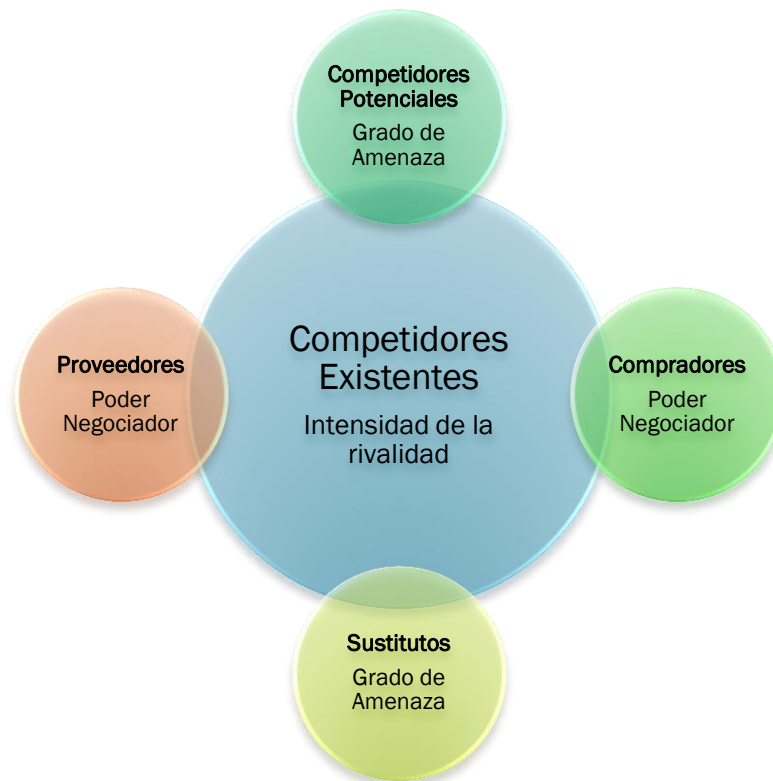 Competidores
Potenciales
Grado de
Amenaza
Proveedores
Poder
Negociador
Competidores
Existentes
Intensidad de la
rivalidad
Compradores
Poder
Negociador
Sustitutos
Grado de
Amenaza